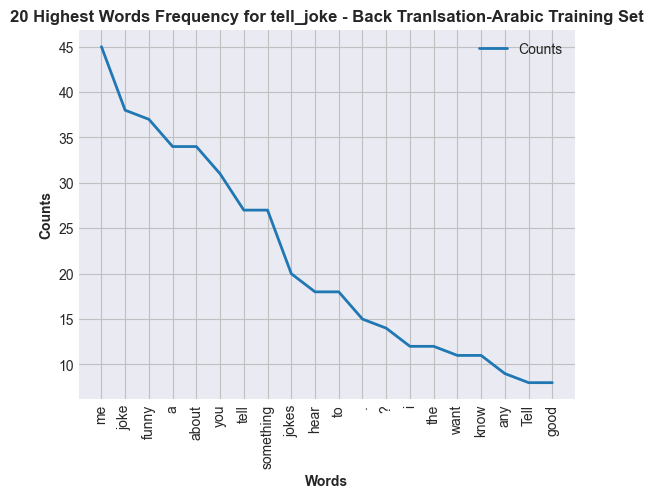 20 Highest Words Frequency for tell_joke - Back Tranlsation-Arabic Training Set
Counts
45
40
35
30
25
20
15
10
Counts
me
joke
funny
a
about
you
tell
something
jokes
hear
to
.
?
i
the
want
know
any
Tell
good
Words